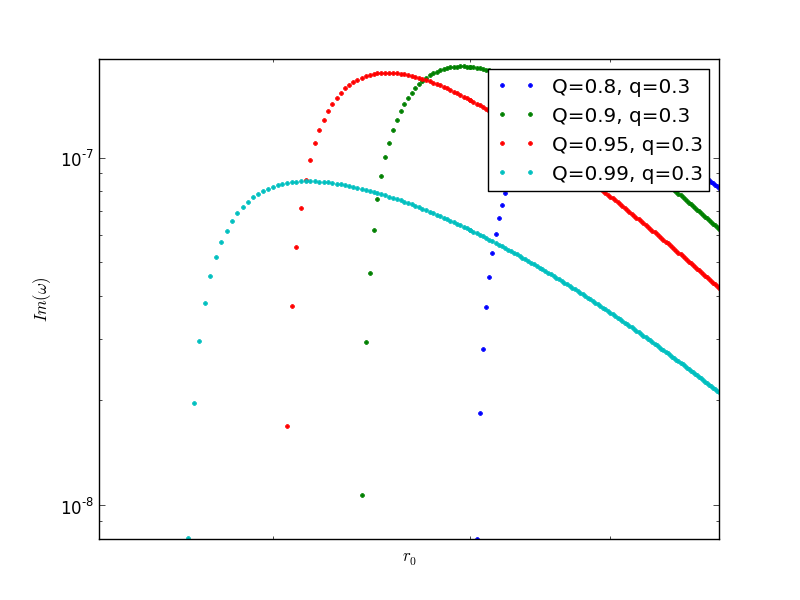 Q=0.8, q=0.3
Q=0.9, q=0.3
Q=0.95, q=0.3
Q=0.99, q=0.3
10⁻⁷
Im(ω)
10⁻⁸
r₀